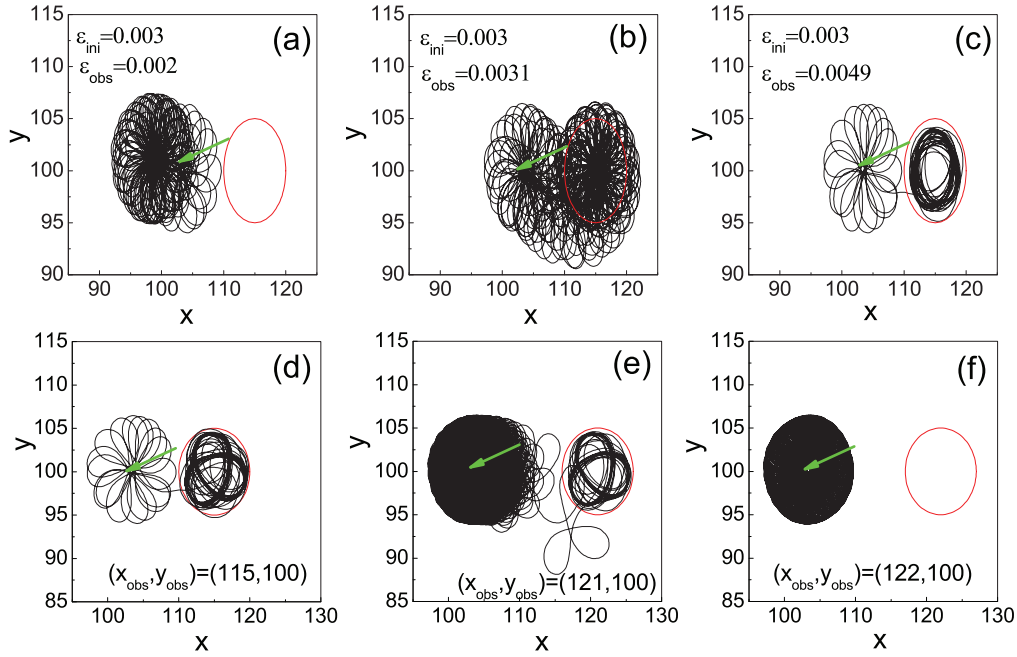 (a)
ε_ini=0.003
ε_obs=0.002
115
110
105
100
95
90
y
90 100 110 120
x
(b)
ε_ini=0.003
ε_obs=0.0031
115
110
105
100
95
90
y
90 100 110 120
x
(c)
ε_ini=0.003
ε_obs=0.0049
115
110
105
100
95
90
y
90 100 110 120
x
(d)
115
110
105
100
95
90
85
y
(x_obs,y_obs)=(115,100)
100 110 120 130
x
(e)
115
110
105
100
95
90
85
y
(x_obs,y_obs)=(121,100)
100 110 120 130
x
(f)
115
110
105
100
95
90
85
y
(x_obs,y_obs)=(122,100)
100 110 120 130
x